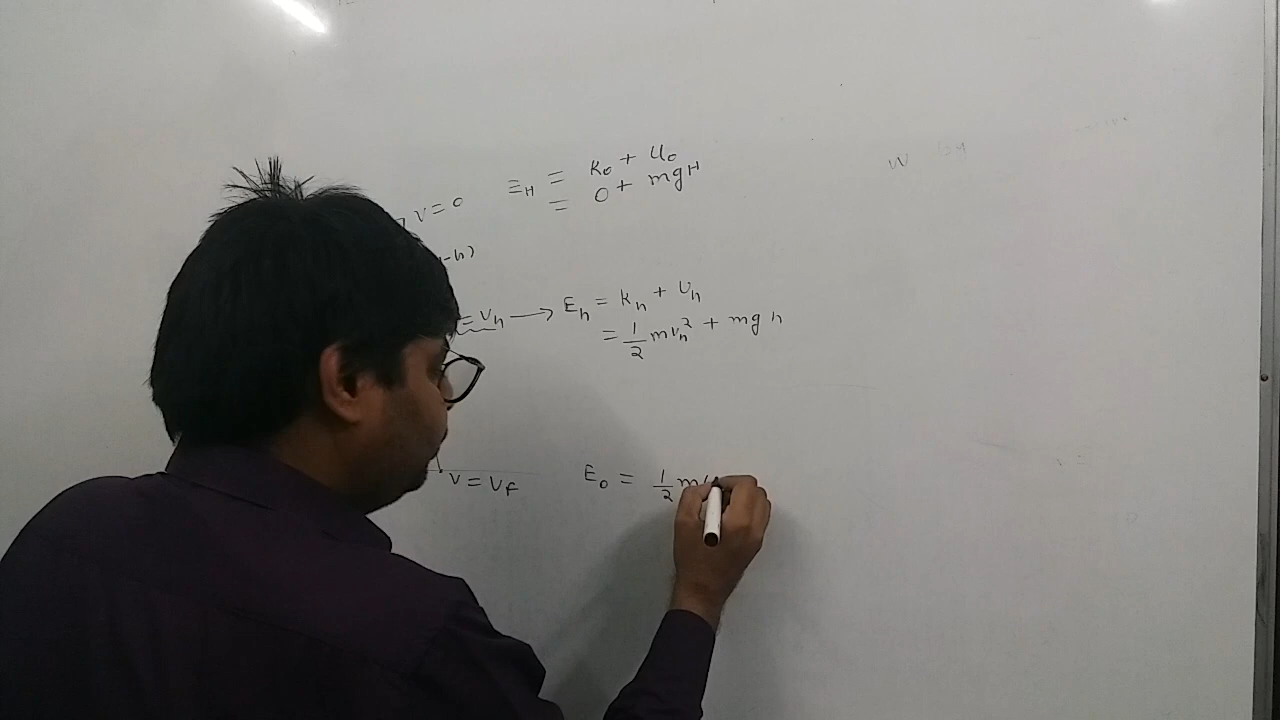 E_H = K_0 + U_0
= 0 + mgH
v = 0
-h)
= v_h → E_h = K_h + U_h
= 1/2 mv_h^2 + mgh
v = v_f
E_0 = 1/2 m